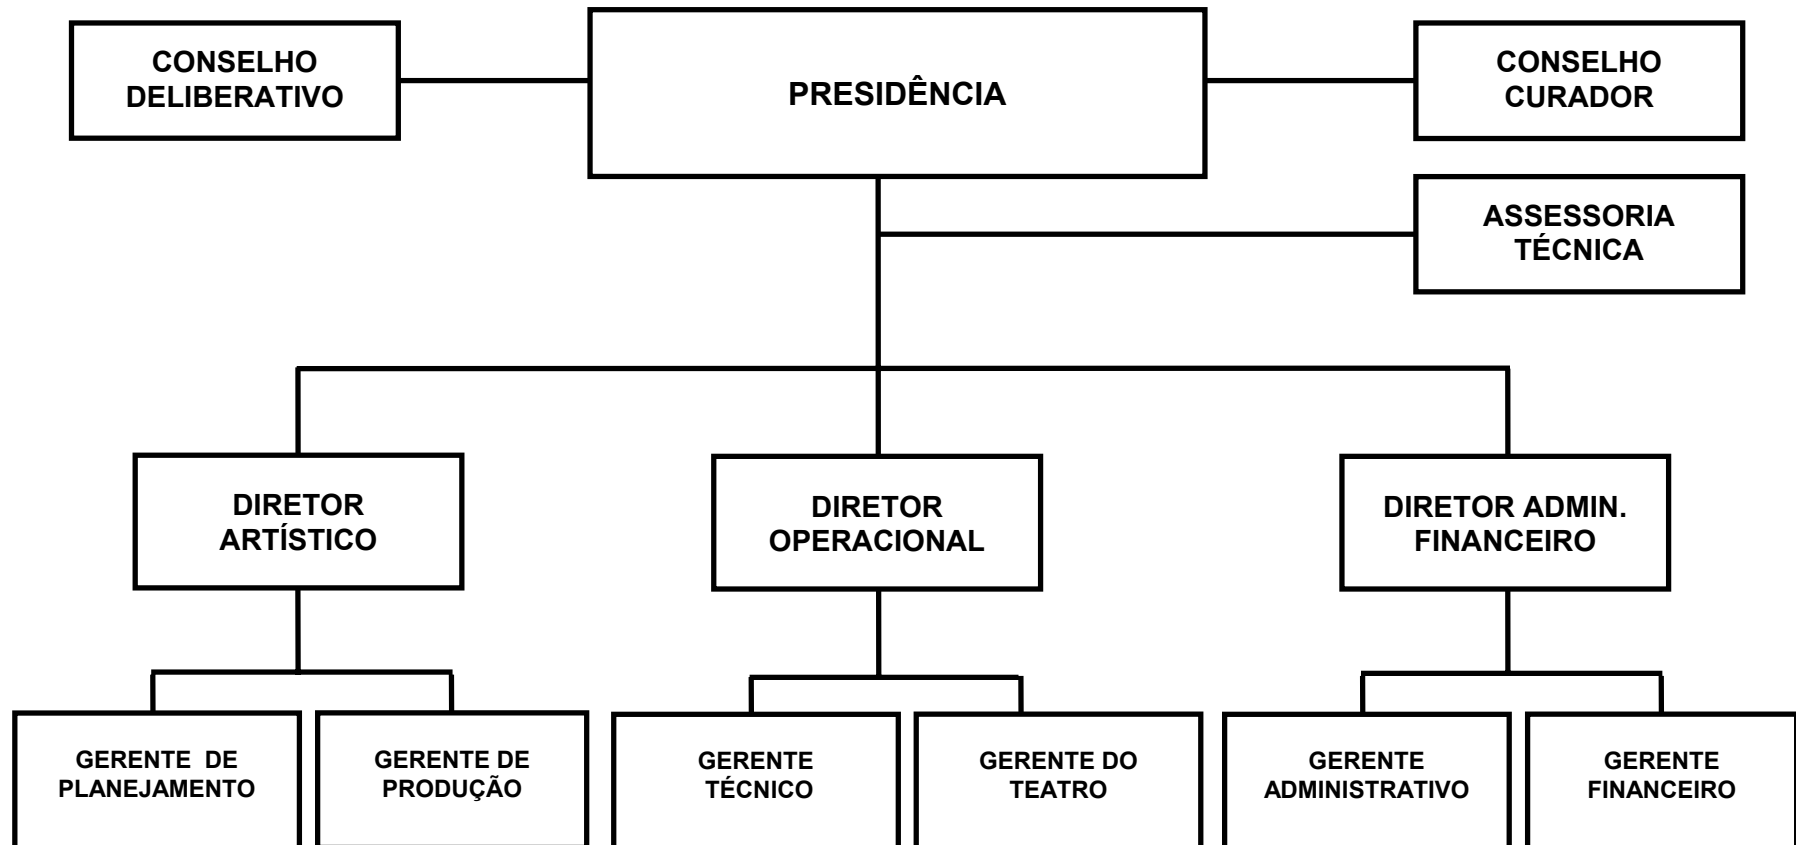 CONSELHO
DELIBERATIVO
PRESIDÊNCIA
CONSELHO
CURADOR
ASSESSORIA
TÉCNICA
DIRETOR
ARTÍSTICO
DIRETOR
OPERACIONAL
DIRETOR ADMIN.
FINANCEIRO
GERENTE DE
PLANEJAMENTO
GERENTE DE
PRODUÇÃO
GERENTE
TÉCNICO
GERENTE DO
TEATRO
GERENTE
ADMINISTRATIVO
GERENTE
FINANCEIRO